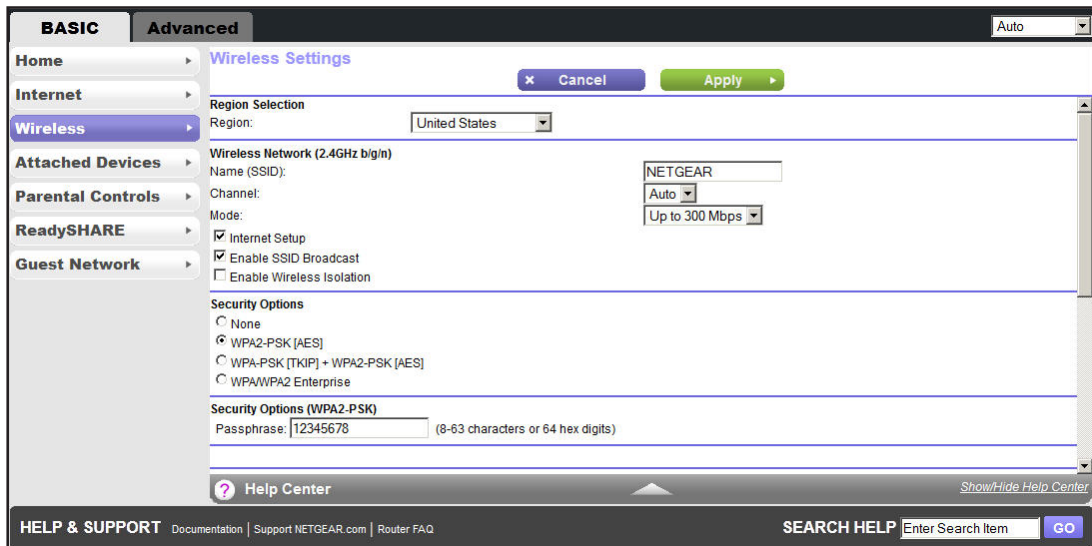 BASIC Advanced Auto
Home
Internet
Wireless
Attached Devices
Parental Controls
ReadySHARE
Guest Network
Wireless Settings
× Cancel Apply
Region Selection
Region: United States
Wireless Network (2.4GHz b/g/n)
Name (SSID): NETGEAR
Channel: Auto
Mode: Up to 300 Mbps
Internet Setup
Enable SSID Broadcast
Enable Wireless Isolation
Security Options
None
WPA2-PSK [AES]
WPA-PSK [TKIP] + WPA2-PSK [AES]
WPA/WPA2 Enterprise
Security Options (WPA2-PSK)
Passphrase: 12345678 (8-63 characters or 64 hex digits)
? Help Center Show/Hide Help Center
HELP & SUPPORT Documentation | Support NETGEAR.com | Router FAQ SEARCH HELP Enter Search Item GO